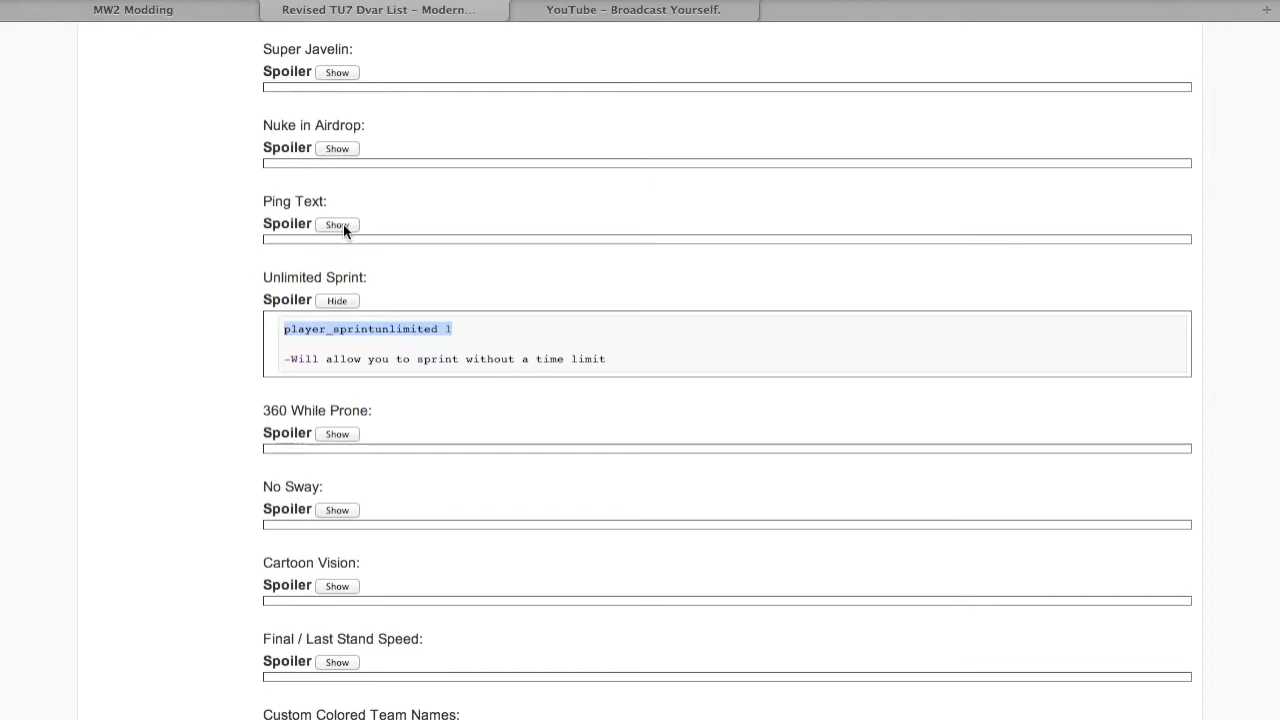 MW2 Modding
Revised TU7 Dvar List – Modern...
YouTube – Broadcast Yourself.
+
Super Javelin:
Spoiler Show
Nuke in Airdrop:
Spoiler Show
Ping Text:
Spoiler Show
Unlimited Sprint:
Spoiler Hide
player_sprintunlimited 1
-Will allow you to sprint without a time limit
360 While Prone:
Spoiler Show
No Sway:
Spoiler Show
Cartoon Vision:
Spoiler Show
Final / Last Stand Speed:
Spoiler Show
Custom Colored Team Names: